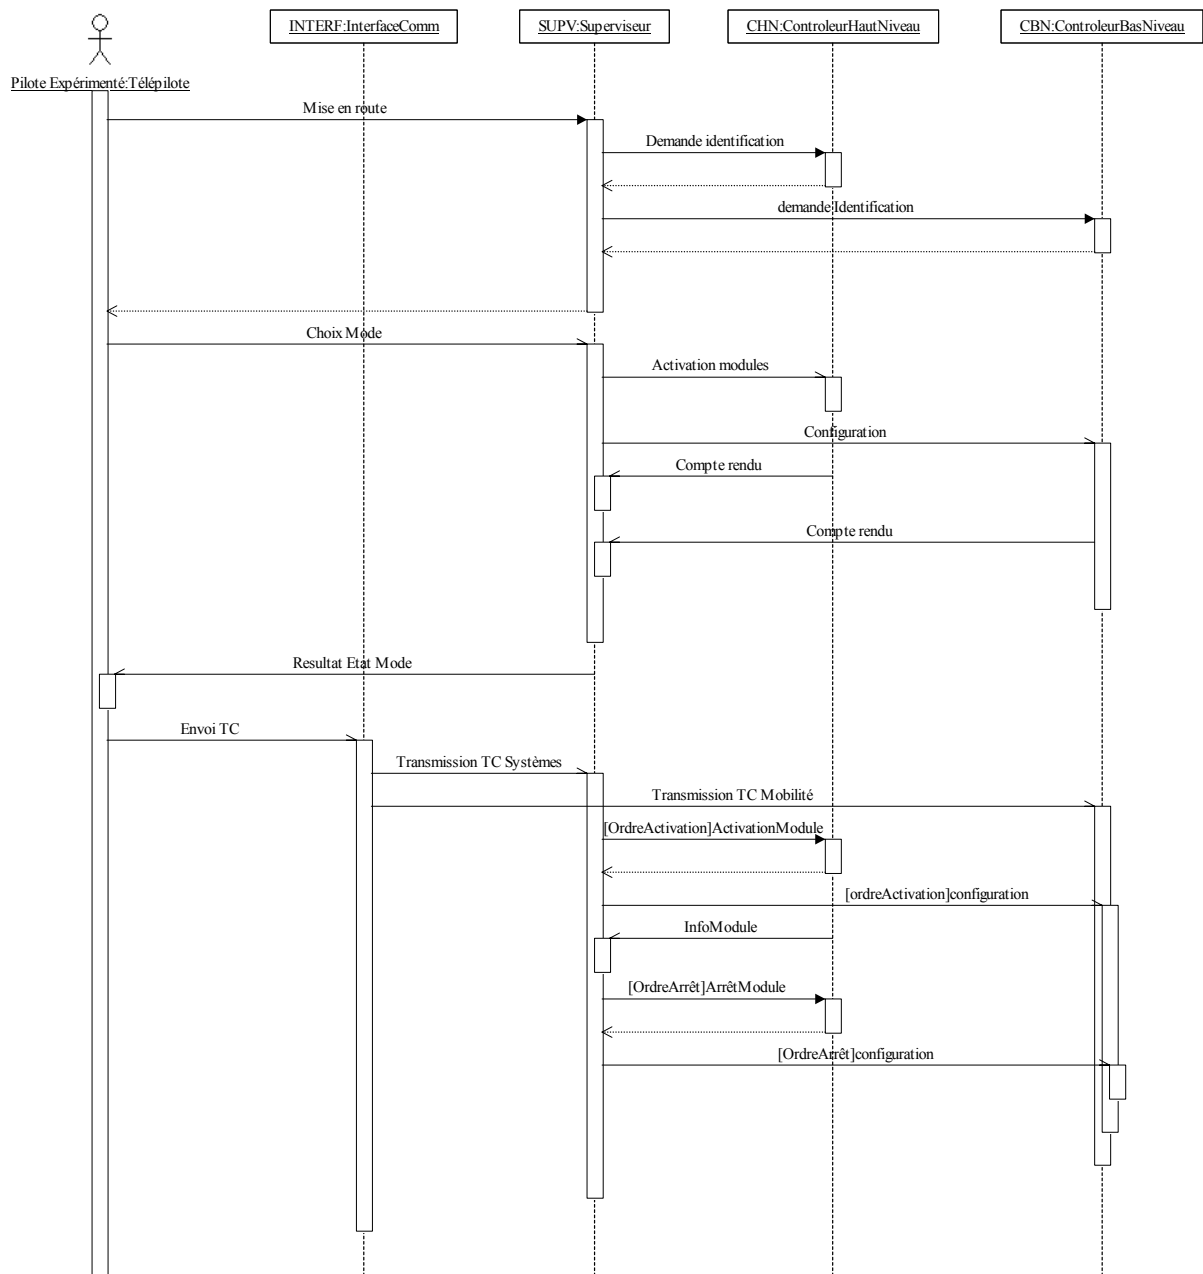 INTERF:InterfaceComm
SUPV:Superviseur
CHN:ControleurHautNiveau
CBN:ControleurBasNiveau
Pilote Expérimenté:Télépilote
Mise en route
Demande identification
demande Identification
Choix Mode
Activation modules
Configuration
Compte rendu
Compte rendu
Resultat Etat Mode
Envoi TC
Transmission TC Systèmes
Transmission TC Mobilité
[OrdreActivation]ActivationModule
[ordreActivation]configuration
InfoModule
[OrdreArrêt]ArrêtModule
[OrdreArrêt]configuration